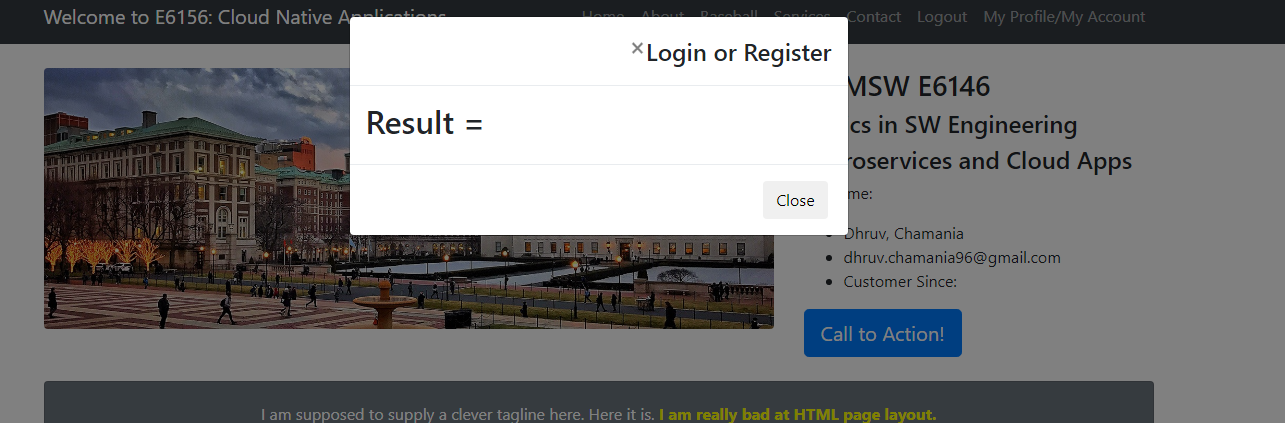 Welcome to E6156: Cloud Native Applications
Home About Baseball Services Contact Logout My Profile/My Account
×Login or Register
Result =
Close
MSW E6146
cs in SW Engineering
roservices and Cloud Apps
me:
Dhruv, Chamania
dhruv.chamania96@gmail.com
Customer Since:
Call to Action!
I am supposed to supply a clever tagline here. Here it is. I am really bad at HTML page layout.